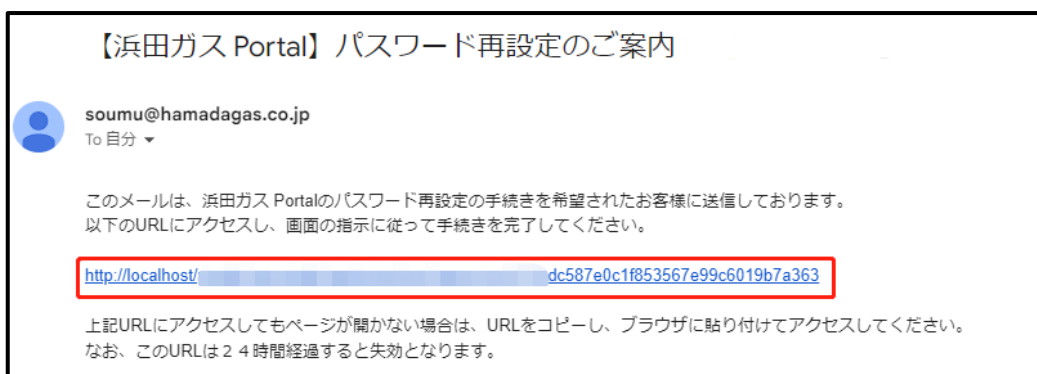 【浜田ガス Portal】パスワード再設定のご案内
soumu@hamadagas.co.jp
To 自分
このメールは、浜田ガス Portalのパスワード再設定の手続きを希望されたお客様に送信しております。
以下のURLにアクセスし、画面の指示に従って手続きを完了してください。
http://localhost/ dc587e0c1f853567e99c6019b7a363
上記URLにアクセスしてもページが開かない場合は、URLをコピーし、ブラウザに貼り付けてアクセスしてください。
なお、このURLは２４時間経過すると失効となります。